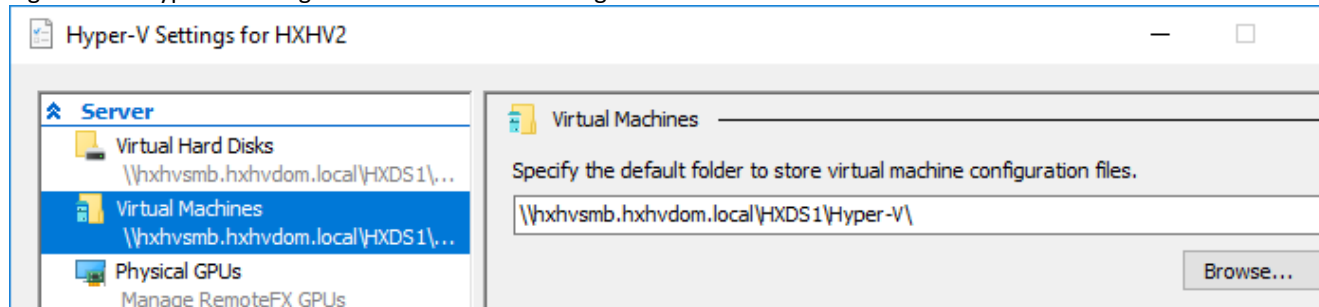 Hyper-V Settings for HXHV2
Server
Virtual Hard Disks
\\hxhvsmb.hxhvdom.local\HXDS1\...
Virtual Machines
\\hxhvsmb.hxhvdom.local\HXDS1\...
Physical GPUs
Manage RemoteFX GPUs
Virtual Machines
Specify the default folder to store virtual machine configuration files.
\\hxhvsmb.hxhvdom.local\HXDS1\Hyper-V\
Browse...